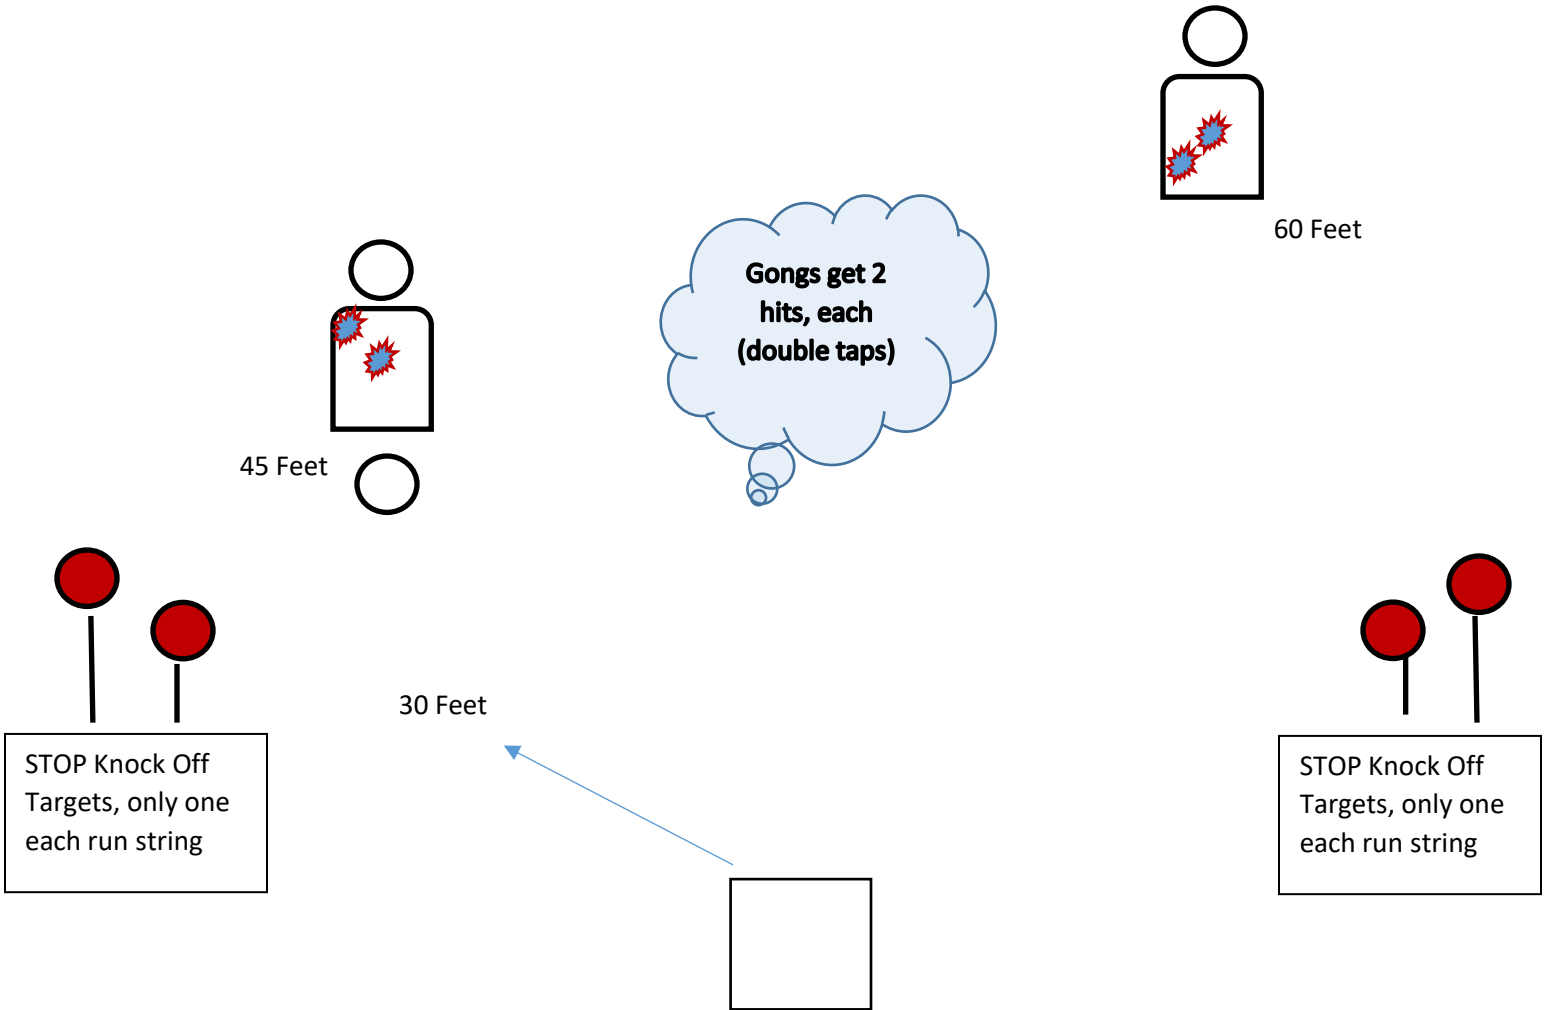 60 Feet
Gongs get 2
hits, each
(double taps)
45 Feet
30 Feet
STOP Knock Off
Targets, only one
each run string
STOP Knock Off
Targets, only one
each run string